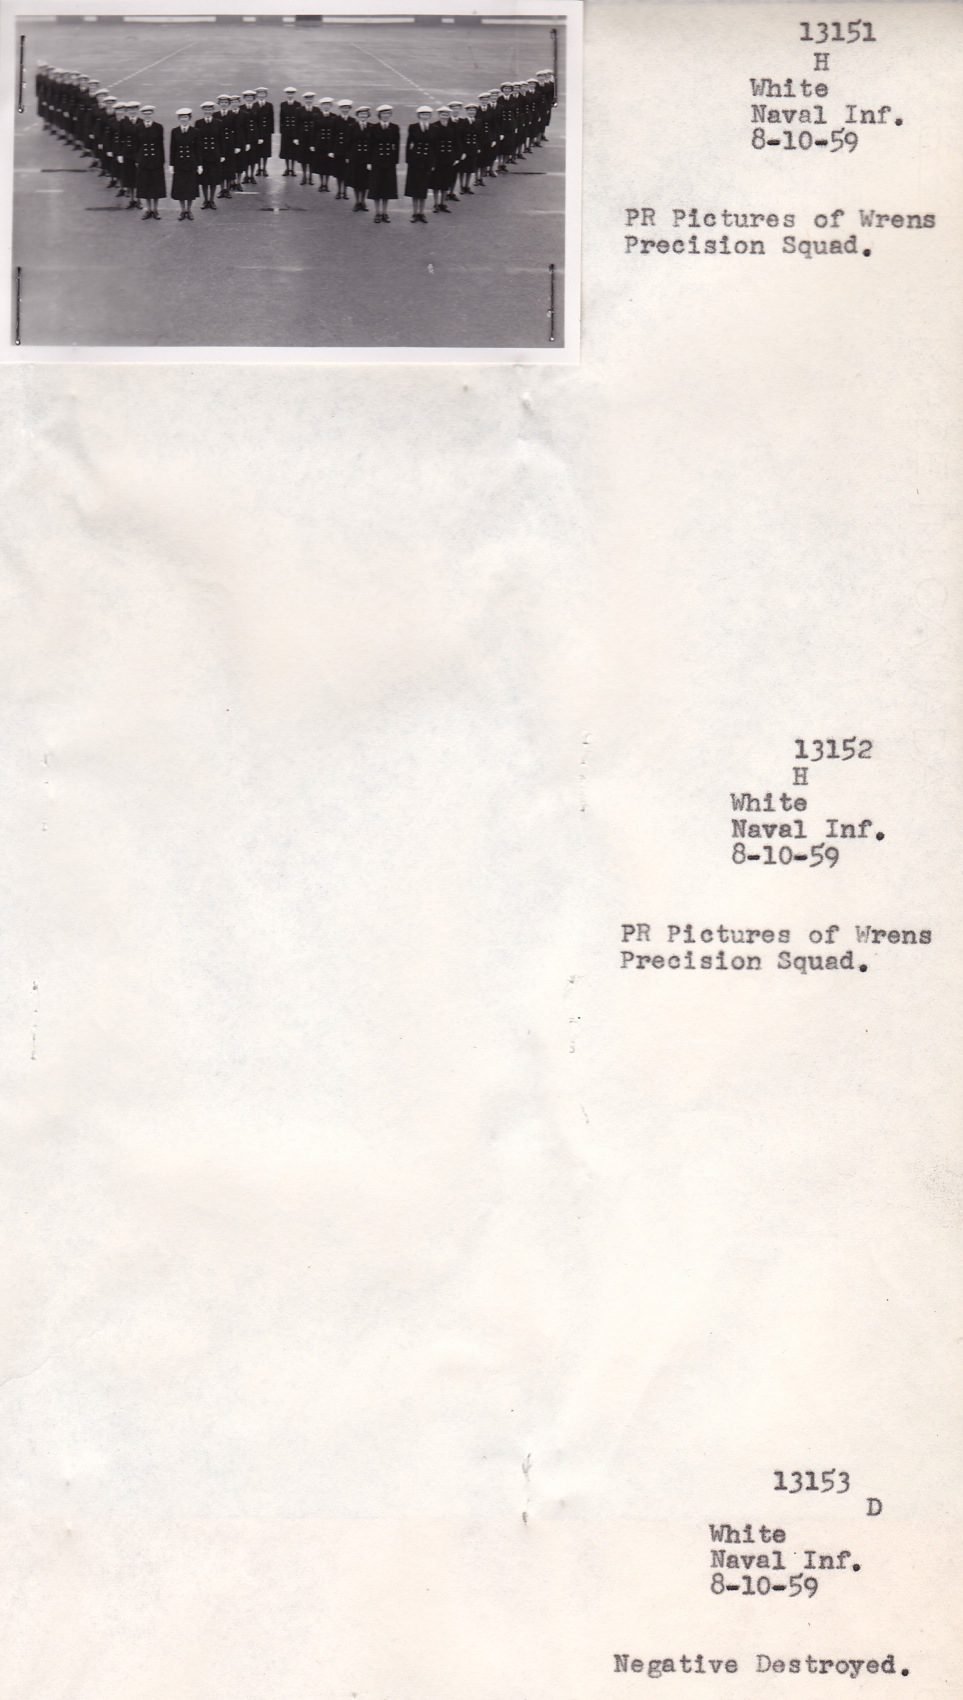 13151
H
White
Naval Inf.
8-10-59
PR Pictures of Wrens
Precision Squad.
13152
H
White
Naval Inf.
8-10-59
PR Pictures of Wrens
Precision Squad.
13153
D
White
Naval Inf.
8-10-59
Negative Destroyed.